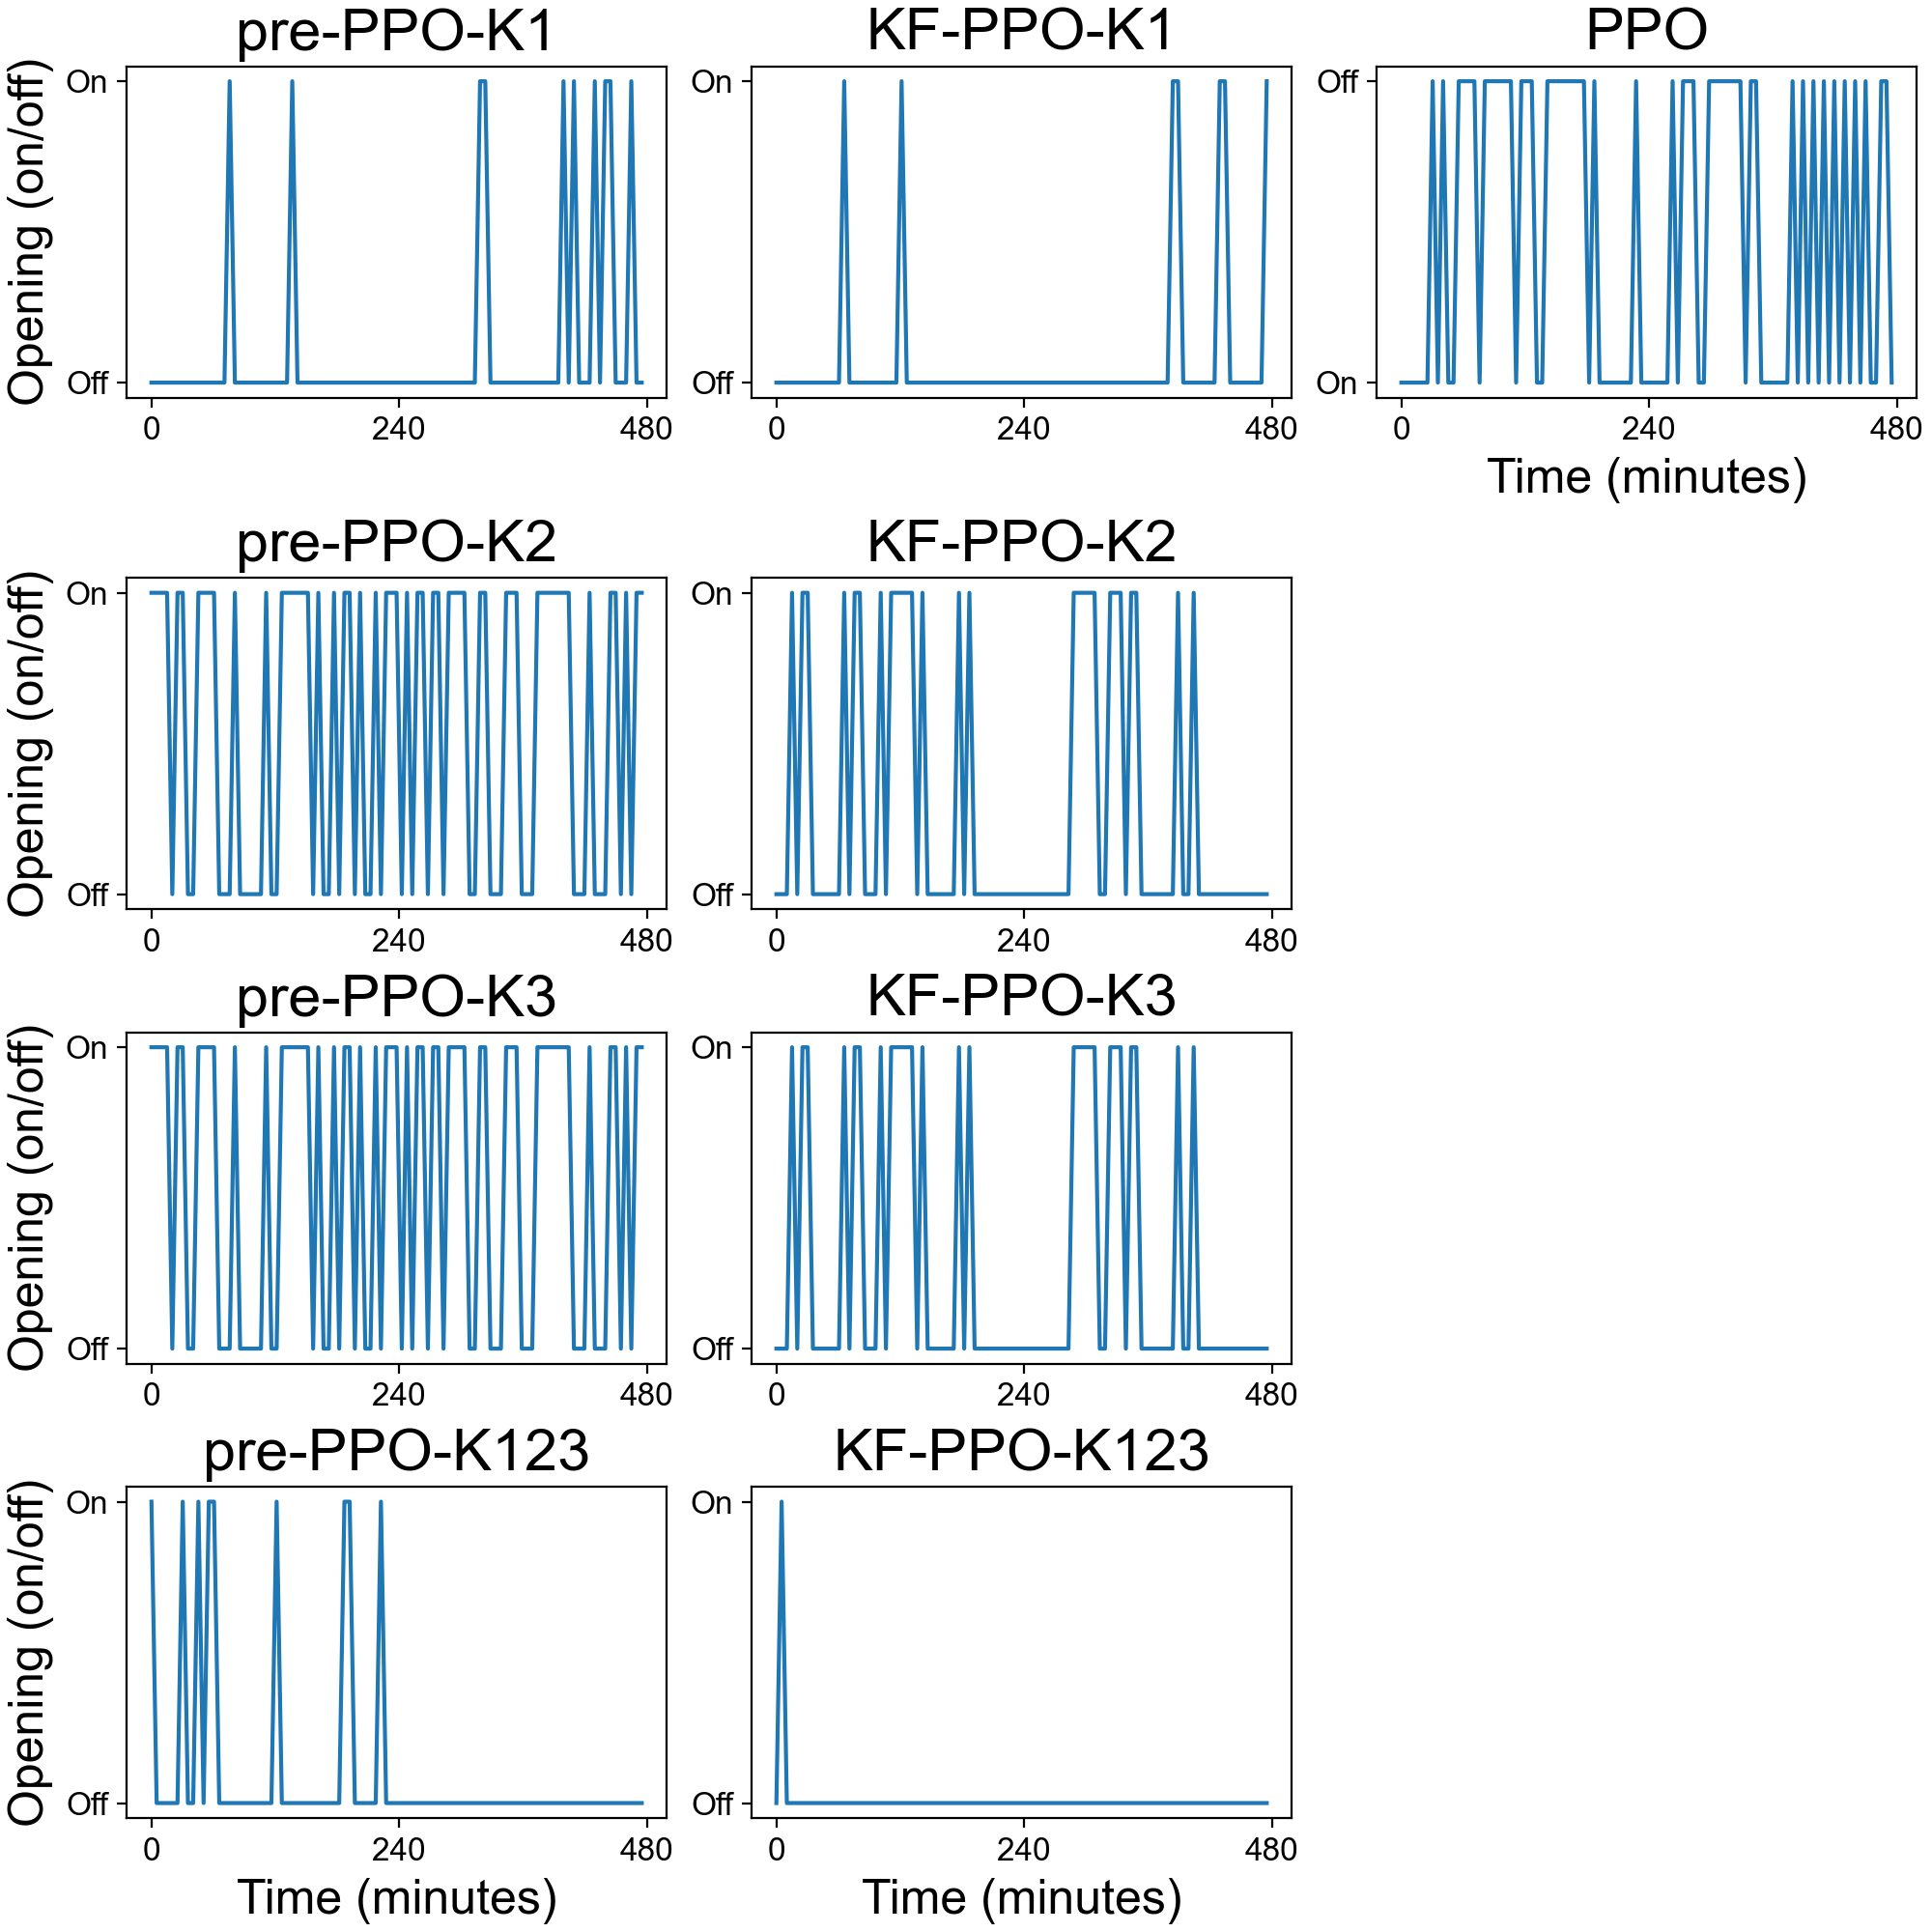 pre-PPO-K1
KF-PPO-K1
PPO
Opening (on/off)
On
Off
0 240 480
On
Off
0 240 480
Off
On
0 240 480
Time (minutes)
pre-PPO-K2
KF-PPO-K2
Opening (on/off)
On
Off
0 240 480
On
Off
0 240 480
pre-PPO-K3
KF-PPO-K3
Opening (on/off)
On
Off
0 240 480
On
Off
0 240 480
pre-PPO-K123
KF-PPO-K123
Opening (on/off)
On
Off
0 240 480
Time (minutes)
On
Off
0 240 480
Time (minutes)